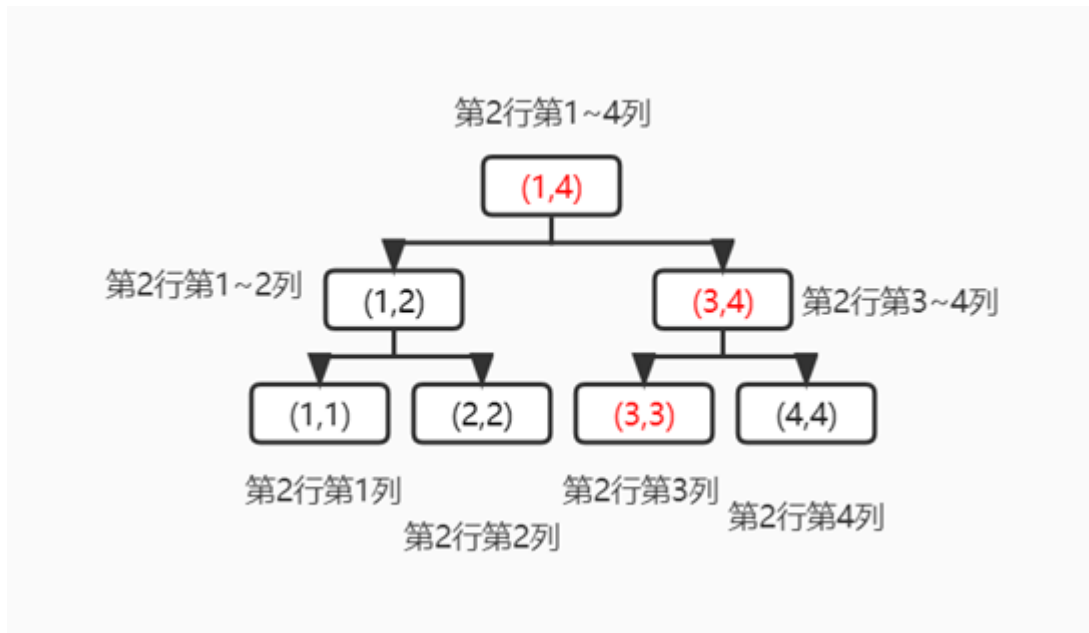 第2行第1~4列
(1,4)
第2行第1~2列
(1,2)
(3,4)
第2行第3~4列
(1,1)
(2,2)
(3,3)
(4,4)
第2行第1列
第2行第2列
第2行第3列
第2行第4列